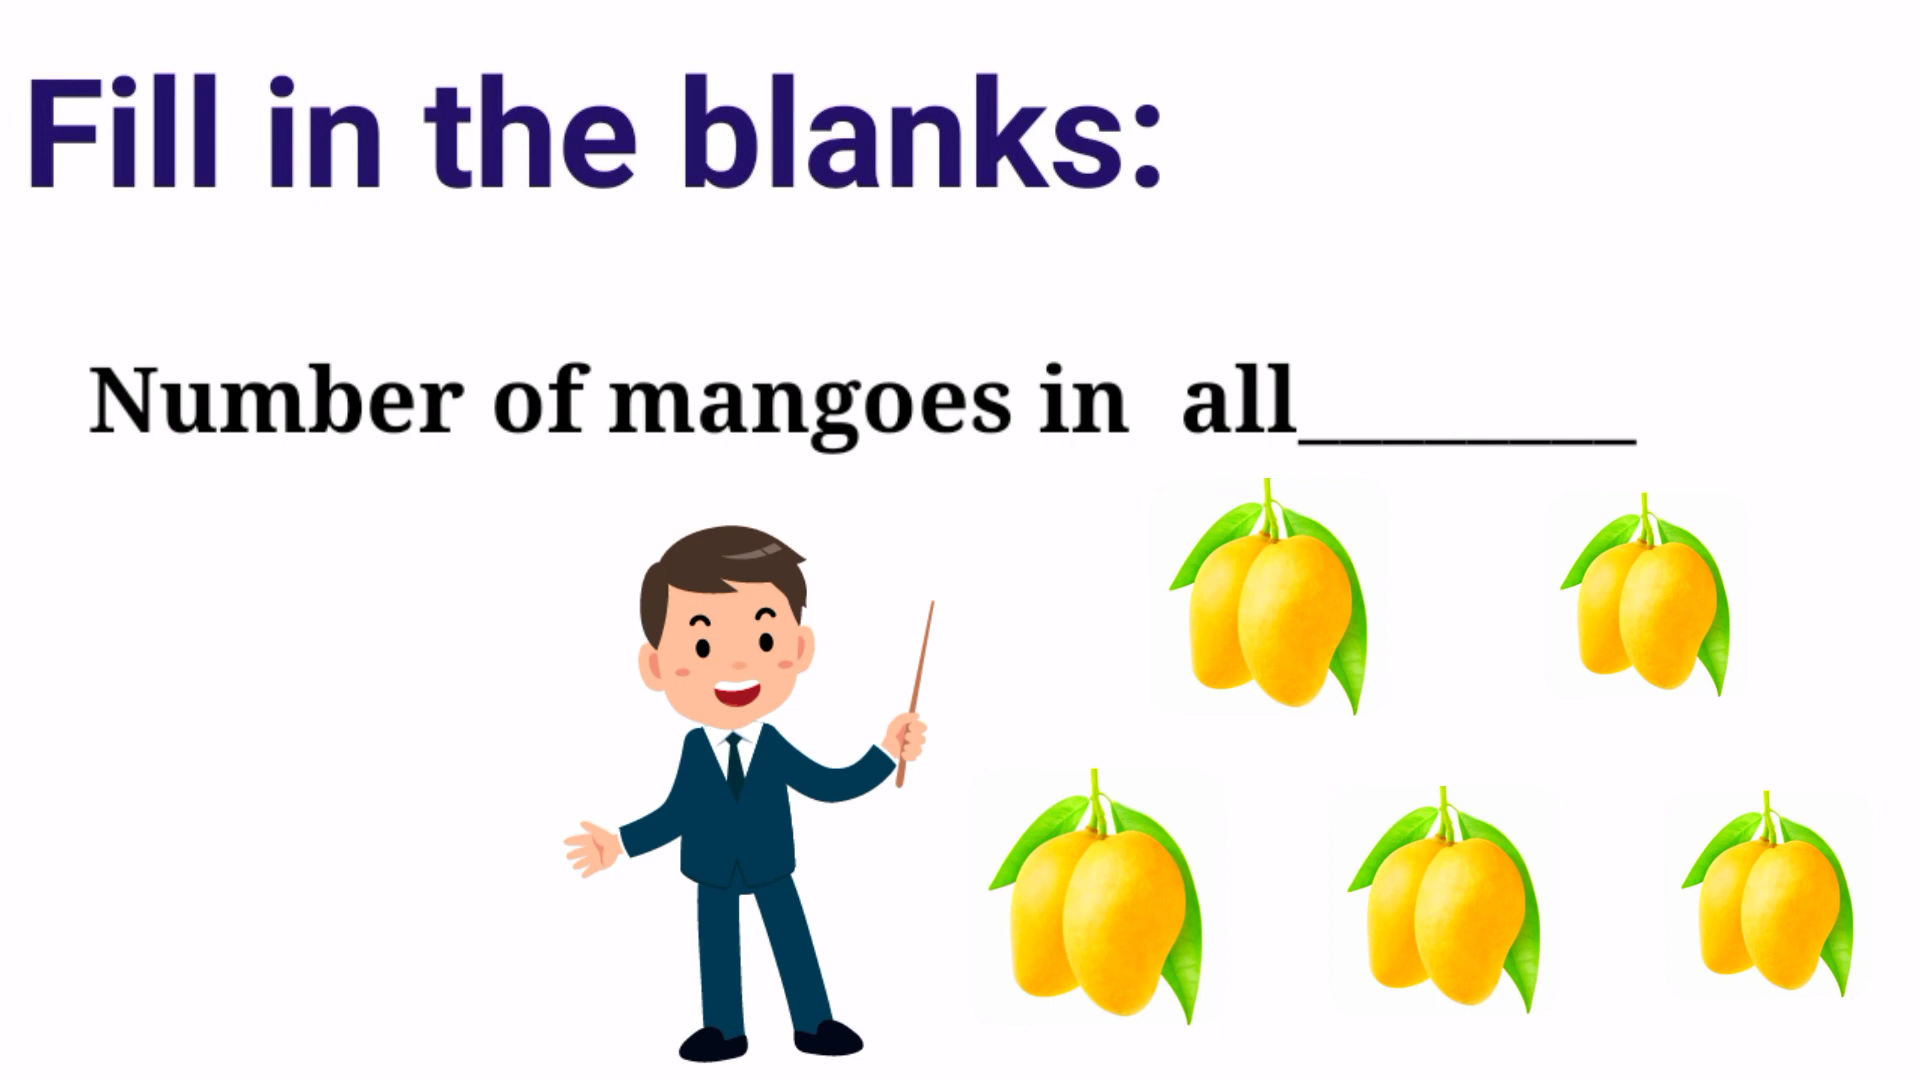 Fill in the blanks:
Number of mangoes in all________